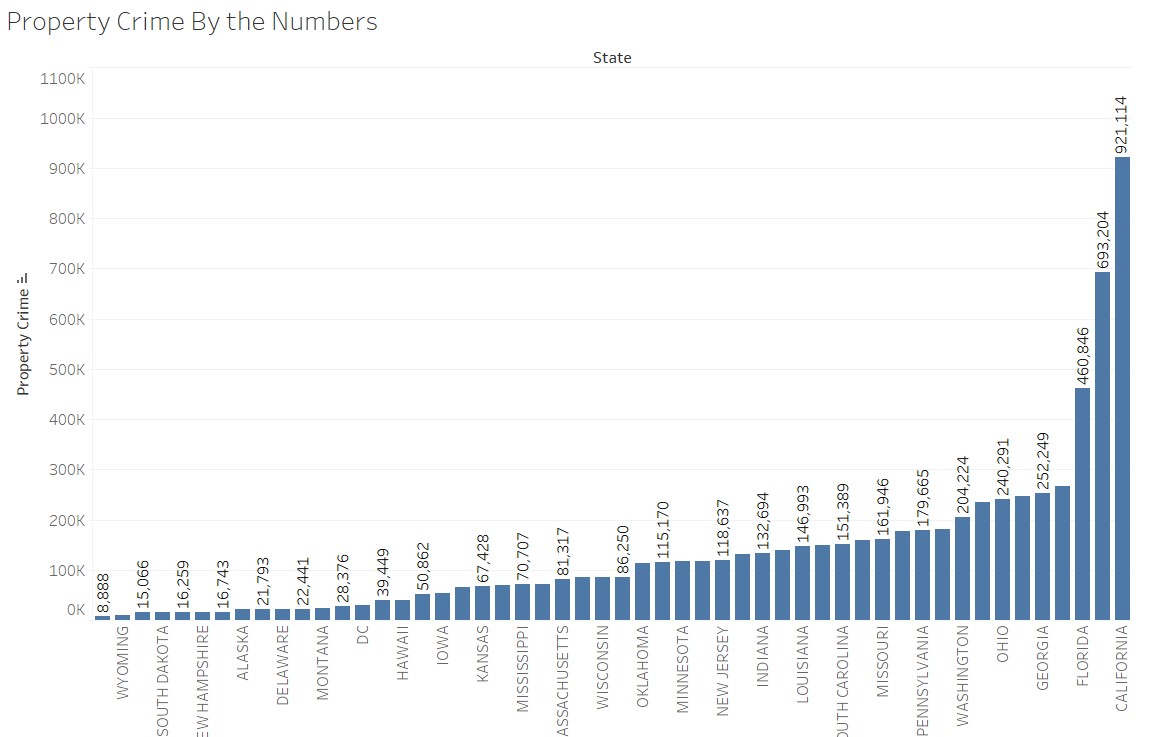 Property Crime By the Numbers
State
1100K
1000K
900K
800K
700K
600K
500K
400K
300K
200K
100K
0K
Property Crime
8,888
15,066
16,259
16,743
21,793
22,441
28,376
39,449
50,862
67,428
70,707
81,317
86,250
115,170
118,637
132,694
146,993
151,389
161,946
179,665
204,224
240,291
252,249
460,846
693,204
921,114
WYOMING
SOUTH DAKOTA
EW HAMPSHIRE
ALASKA
DELAWARE
MONTANA
DC
HAWAII
IOWA
KANSAS
MISSISSIPPI
ASSACHUSETTS
WISCONSIN
OKLAHOMA
MINNESOTA
NEW JERSEY
INDIANA
LOUISIANA
OUTH CAROLINA
MISSOURI
PENNSYLVANIA
WASHINGTON
OHIO
GEORGIA
FLORIDA
CALIFORNIA